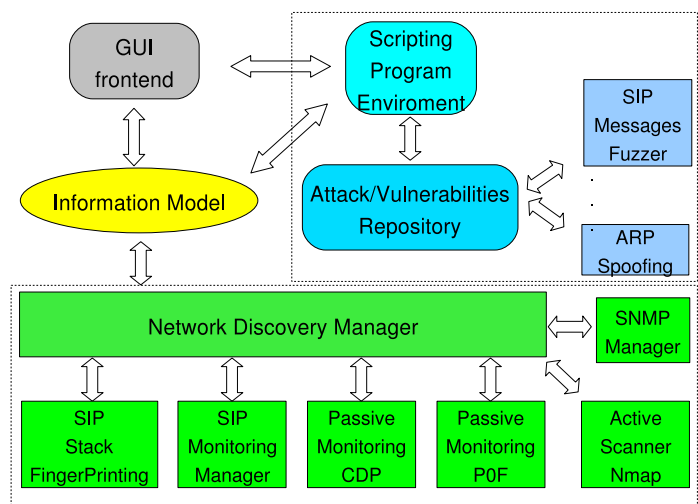 GUI
frontend
Scripting
Program
Enviroment
SIP
Messages
Fuzzer
.
.
.
Information Model
Attack/Vulnerabilities
Repository
ARP
Spoofing
Network Discovery Manager
SNMP
Manager
SIP
Stack
FingerPrinting
SIP
Monitoring
Manager
Passive
Monitoring
CDP
Passive
Monitoring
P0F
Active
Scanner
Nmap